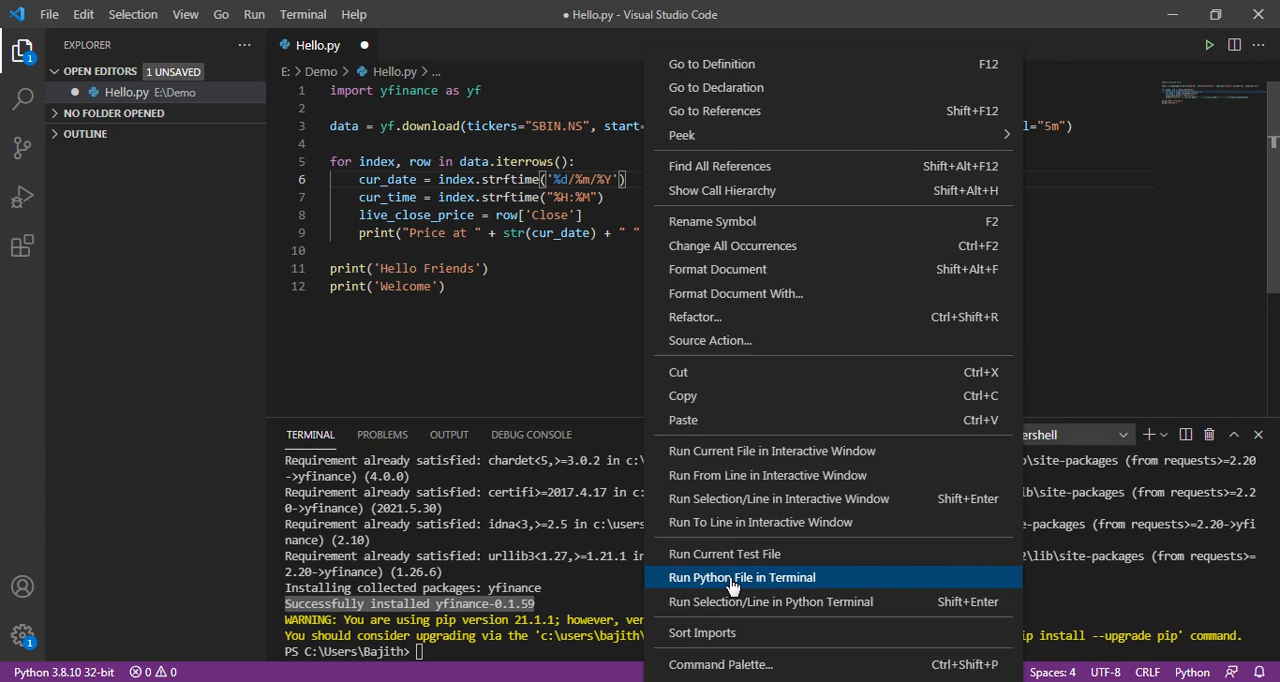 File Edit Selection View Go Run Terminal Help ● Hello.py - Visual Studio Code
EXPLORER
OPEN EDITORS 1 UNSAVED
● Hello.py E:\Demo
NO FOLDER OPENED
OUTLINE
1
1
Hello.py ●
E: > Demo > Hello.py > ...
1 import yfinance as yf
2
3 data = yf.download(tickers="SBIN.NS", start= l="5m")
4
5 for index, row in data.iterrows():
6 cur_date = index.strftime('%d/%m/%Y')
7 cur_time = index.strftime("%H:%M")
8 live_close_price = row['Close']
9 print("Price at " + str(cur_date) + " "
10
11 print('Hello Friends')
12 print('Welcome')
Go to Definition F12
Go to Declaration
Go to References Shift+F12
Peek
Find All References Shift+Alt+F12
Show Call Hierarchy Shift+Alt+H
Rename Symbol F2
Change All Occurrences Ctrl+F2
Format Document Shift+Alt+F
Format Document With...
Refactor... Ctrl+Shift+R
Source Action...
Cut Ctrl+X
Copy Ctrl+C
Paste Ctrl+V
Run Current File in Interactive Window
Run From Line in Interactive Window
Run Selection/Line in Interactive Window Shift+Enter
Run To Line in Interactive Window
Run Current Test File
Run Python File in Terminal
Run Selection/Line in Python Terminal Shift+Enter
Sort Imports
Command Palette... Ctrl+Shift+P
TERMINAL PROBLEMS OUTPUT DEBUG CONSOLE ershell
Requirement already satisfied: chardet<5,>=3.0.2 in c:\ b\site-packages (from requests>=2.20
->yfinance) (4.0.0)
Requirement already satisfied: certifi>=2017.4.17 in c: ib\site-packages (from requests>=2.2
0->yfinance) (2021.5.30)
Requirement already satisfied: idna<3,>=2.5 in c:\users e-packages (from requests>=2.20->yfi
nance) (2.10)
Requirement already satisfied: urllib3<1.27,>=1.21.1 in 2\lib\site-packages (from requests>=
2.20->yfinance) (1.26.6)
Installing collected packages: yfinance
Successfully installed yfinance-0.1.59
WARNING: You are using pip version 21.1.1; however, ver
You should consider upgrading via the 'c:\users\bajith\ ip install --upgrade pip' command.
PS C:\Users\Bajith>
Python 3.8.10 32-bit 0 0 Spaces: 4 UTF-8 CRLF Python